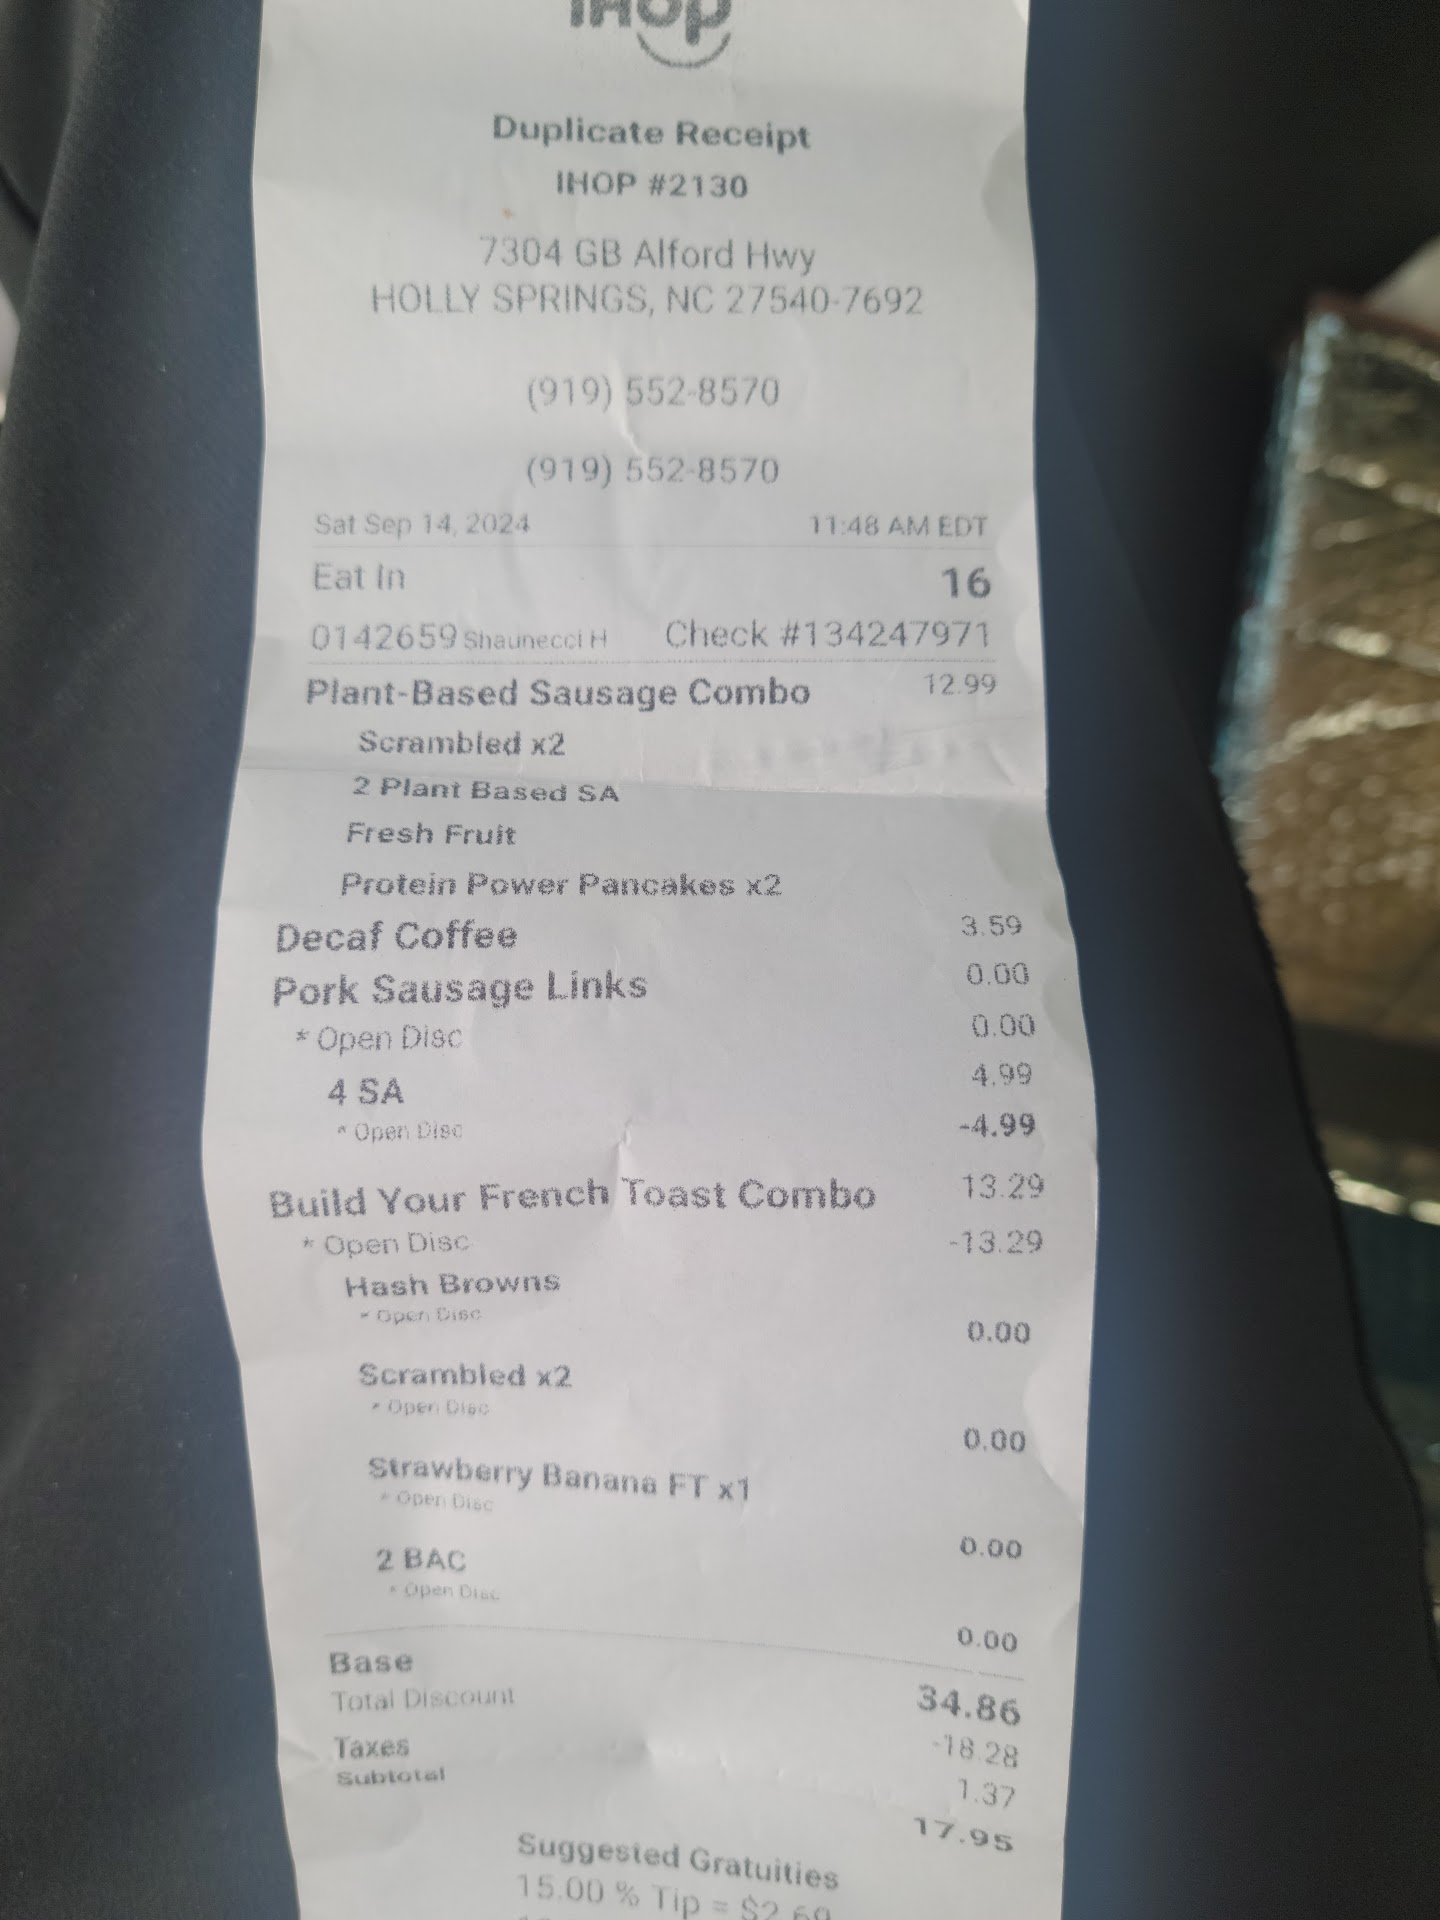 IHOP
Duplicate Receipt
IHOP #2130
7304 GB Alford Hwy
HOLLY SPRINGS, NC 27540-7692
(919) 552-8570
(919) 552-8570
Sat Sep 14, 2024 11:48 AM EDT
Eat In 16
0142659 Shaunecci H Check #134247971
Plant-Based Sausage Combo 12.99
Scrambled x2
2 Plant Based SA
Fresh Fruit
Protein Power Pancakes x2
Decaf Coffee 3.59
Pork Sausage Links 0.00
* Open Disc 0.00
4 SA 4.99
* Open Disc -4.99
Build Your French Toast Combo 13.29
* Open Disc -13.29
Hash Browns
* Open Disc 0.00
Scrambled x2
* Open Disc 0.00
Strawberry Banana FT x1
* Open Disc 0.00
2 BAC
* Open Disc 0.00
Base 34.86
Total Discount -18.28
Taxes 1.37
Subtotal 17.95
Suggested Gratuities
15.00 % Tip = $2.69